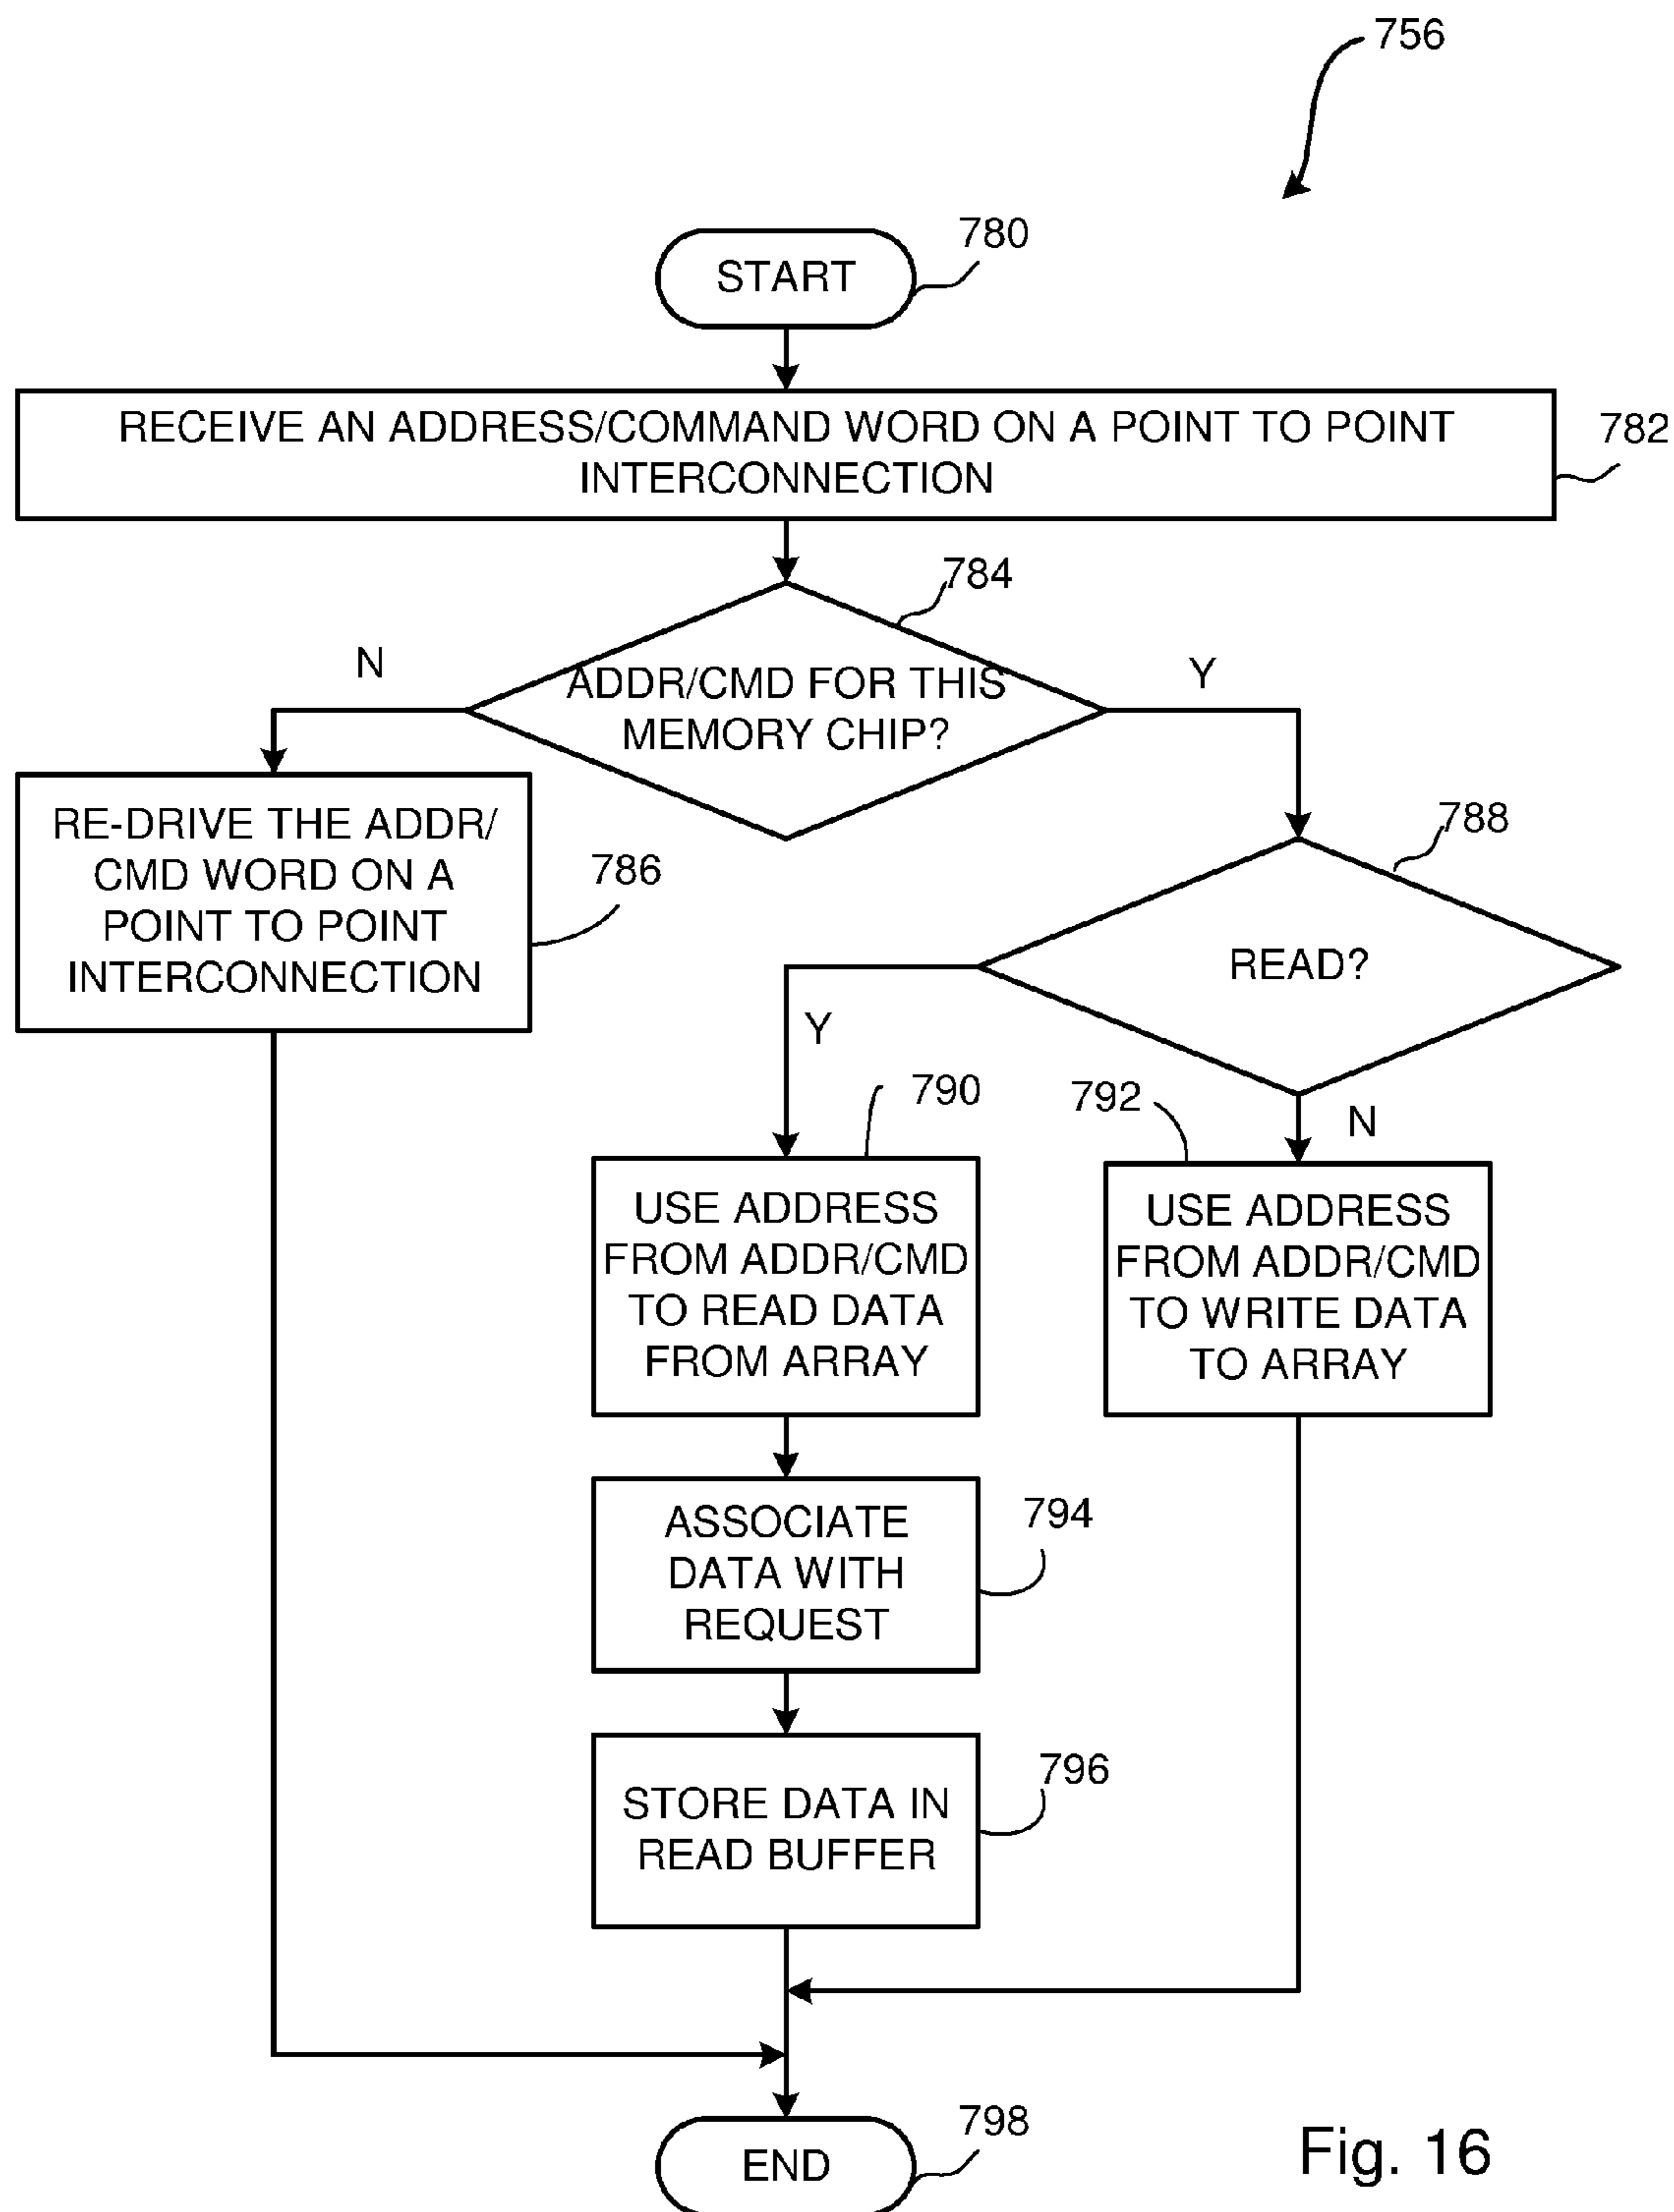 756
780
START
RECEIVE AN ADDRESS/COMMAND WORD ON A POINT TO POINT
INTERCONNECTION
782
784
N
ADDR/CMD FOR THIS
MEMORY CHIP?
Y
RE-DRIVE THE ADDR/
CMD WORD ON A
POINT TO POINT
INTERCONNECTION
786
788
READ?
Y
N
790
USE ADDRESS
FROM ADDR/CMD
TO READ DATA
FROM ARRAY
792
USE ADDRESS
FROM ADDR/CMD
TO WRITE DATA
TO ARRAY
ASSOCIATE
DATA WITH
REQUEST
794
STORE DATA IN
READ BUFFER
796
798
END
Fig. 16